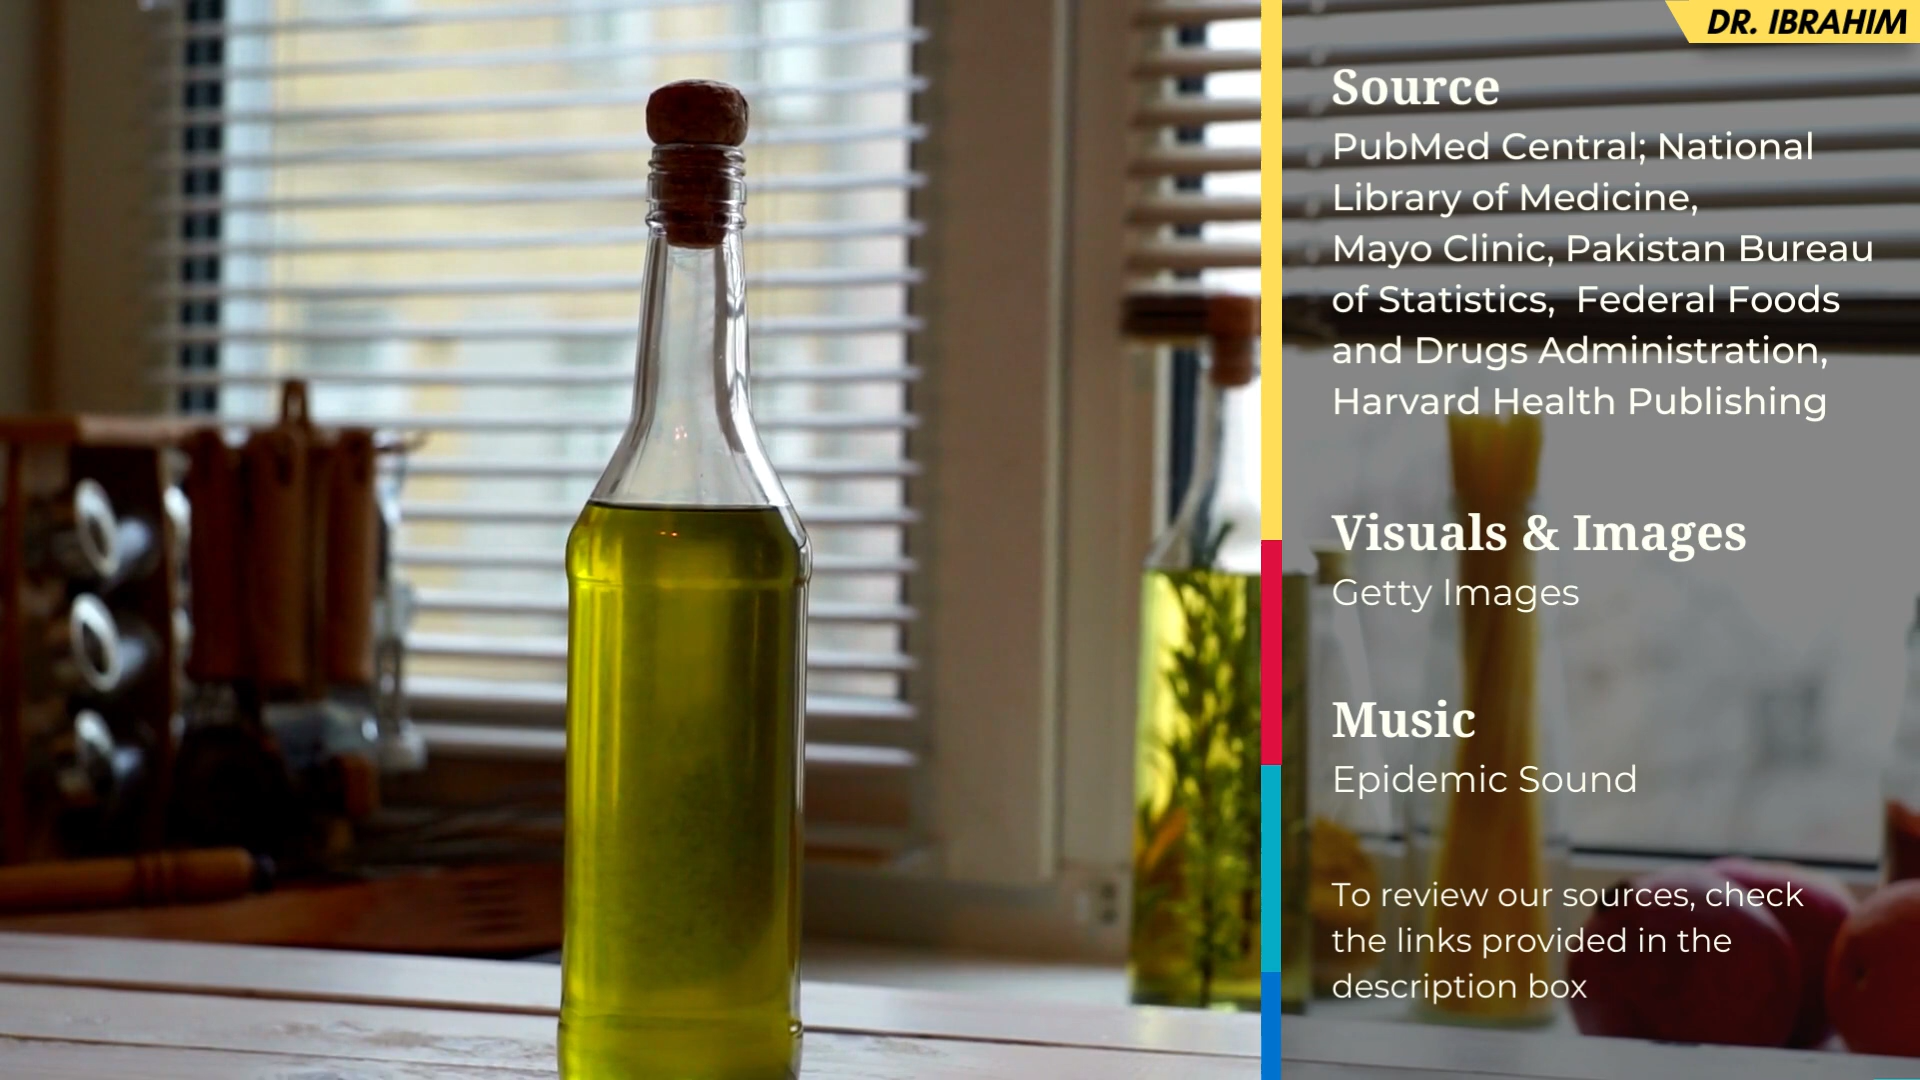 DR. IBRAHIM
Source
PubMed Central; National
Library of Medicine,
Mayo Clinic, Pakistan Bureau
of Statistics,  Federal Foods
and Drugs Administration,
Harvard Health Publishing
Visuals & Images
Getty Images
Music
Epidemic Sound
To review our sources, check
the links provided in the
description box